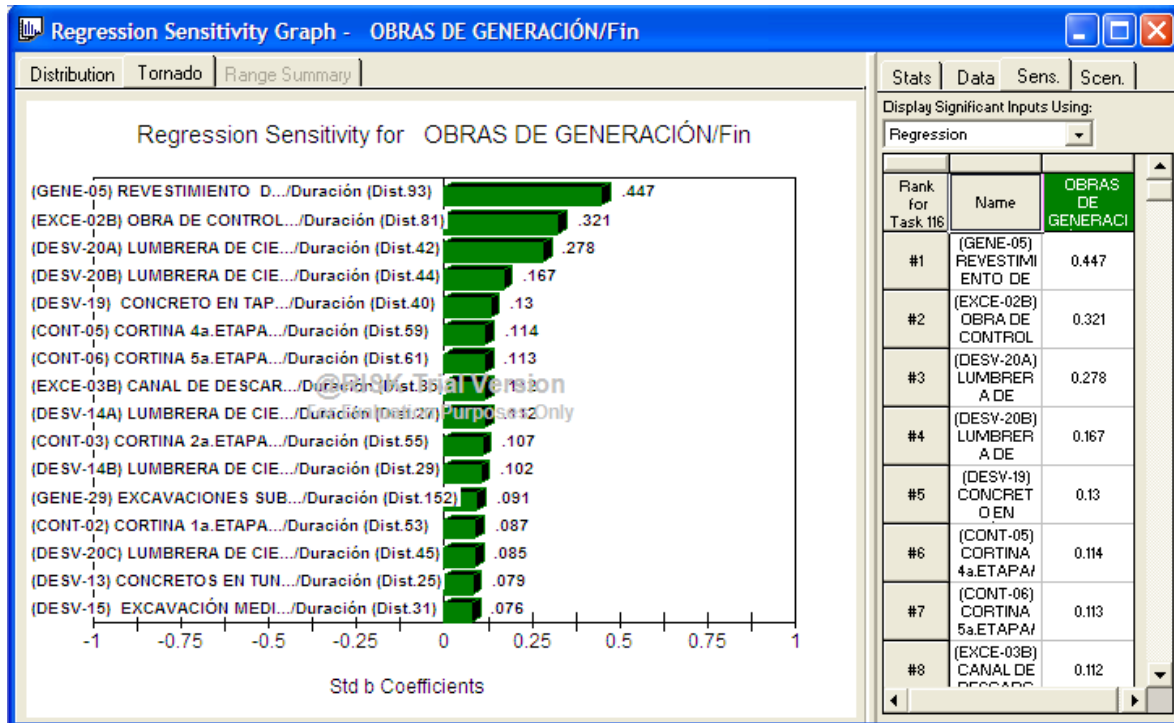 Regression Sensitivity Graph - OBRAS DE GENERACIÓN/Fin
Distribution Tornado Range Summary
Regression Sensitivity for OBRAS DE GENERACIÓN/Fin
(GENE-05) REVESTIMIENTO D.../Duración (Dist.93) .447
(EXCE-02B) OBRA DE CONTROL.../Duración (Dist.81) .321
(DESV-20A) LUMBRERA DE CIE.../Duración (Dist.42) .278
(DESV-20B) LUMBRERA DE CIE.../Duración (Dist.44) .167
(DESV-19) CONCRETO EN TAP.../Duración (Dist.40) .13
(CONT-05) CORTINA 4a.ETAPA.../Duración (Dist.59) .114
(CONT-06) CORTINA 5a.ETAPA.../Duración (Dist.61) .113
(EXCE-03B) CANAL DE DESCAR.../Duración (Dist.85) .112
@RISK Trial Version
(DESV-14A) LUMBRERA DE CIE.../Duración (Dist.27) .112
For Evaluation Purposes Only
(CONT-03) CORTINA 2a.ETAPA.../Duración (Dist.55) .107
(DESV-14B) LUMBRERA DE CIE.../Duración (Dist.29) .102
(GENE-29) EXCAVACIONES SUB.../Duración (Dist.152) .091
(CONT-02) CORTINA 1a.ETAPA.../Duración (Dist.53) .087
(DESV-20C) LUMBRERA DE CIE.../Duración (Dist.45) .085
(DESV-13) CONCRETOS EN TUN.../Duración (Dist.25) .079
(DESV-15) EXCAVACIÓN MEDI.../Duración (Dist.31) .076
-1 -0.75 -0.5 -0.25 0 0.25 0.5 0.75 1
Std b Coefficients
Stats Data Sens. Scen.
Display Significant Inputs Using:
Regression
Rank
for
Task 116
Name
OBRAS
DE
GENERACI
#1
(GENE-05)
REVESTIMI
ENTO DE
0.447
#2
(EXCE-02B)
OBRA DE
CONTROL
0.321
#3
(DESV-20A)
LUMBRER
A DE
0.278
#4
(DESV-20B)
LUMBRER
A DE
0.167
#5
(DESV-19)
CONCRET
O EN
0.13
#6
(CONT-05)
CORTINA
4a.ETAPA/
0.114
#7
(CONT-06)
CORTINA
5a.ETAPA/
0.113
#8
(EXCE-03B)
CANAL DE
0.112